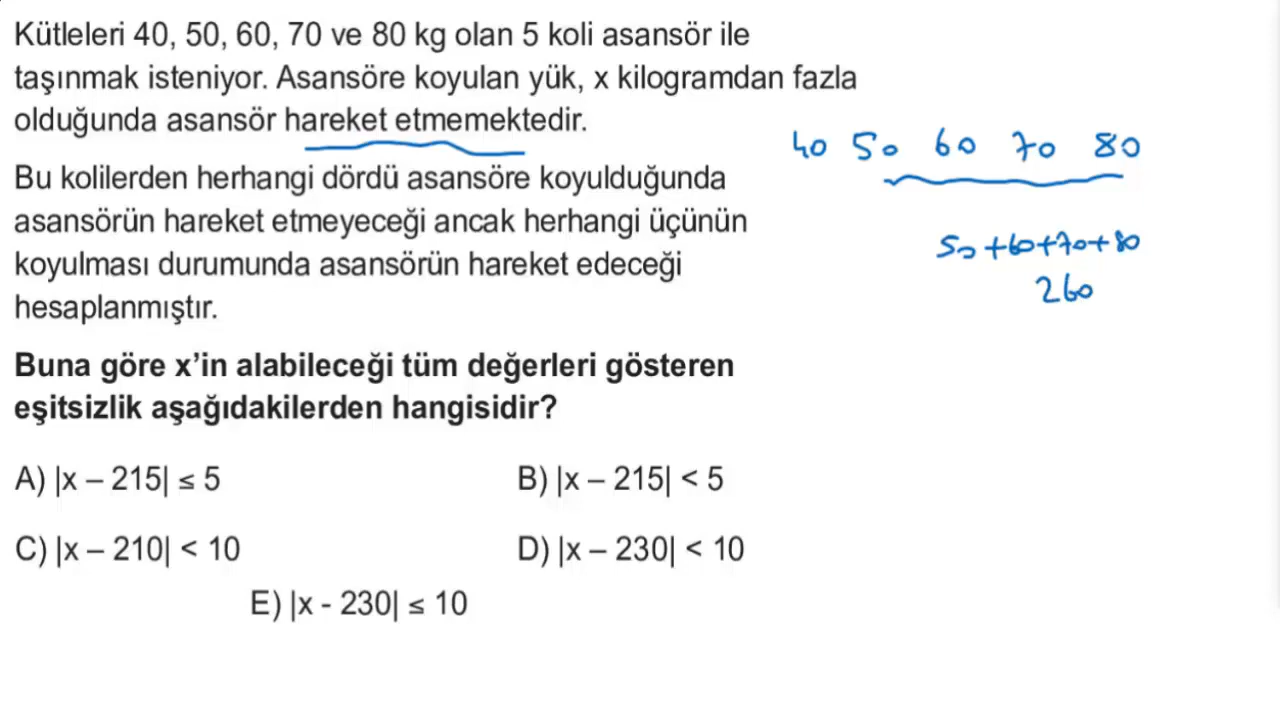 Kütleleri 40, 50, 60, 70 ve 80 kg olan 5 koli asansör ile
taşınmak isteniyor. Asansöre koyulan yük, x kilogramdan fazla
olduğunda asansör hareket etmemektedir.
40 50 60 70 80
Bu kolilerden herhangi dördü asansöre koyulduğunda
asansörün hareket etmeyeceği ancak herhangi üçünün
koyulması durumunda asansörün hareket edeceği
hesaplanmıştır.
50+60+70+80
260
Buna göre x’in alabileceği tüm değerleri gösteren
eşitsizlik aşağıdakilerden hangisidir?
A) |x – 215| ≤ 5
B) |x – 215| < 5
C) |x – 210| < 10
D) |x – 230| < 10
E) |x - 230| ≤ 10